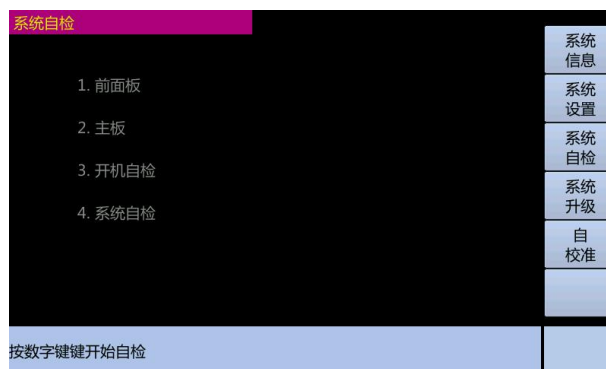 系统自检
1. 前面板
2. 主板
3. 开机自检
4. 系统自检
系统
信息
系统
设置
系统
自检
系统
升级
自
校准
按数字键键开始自检